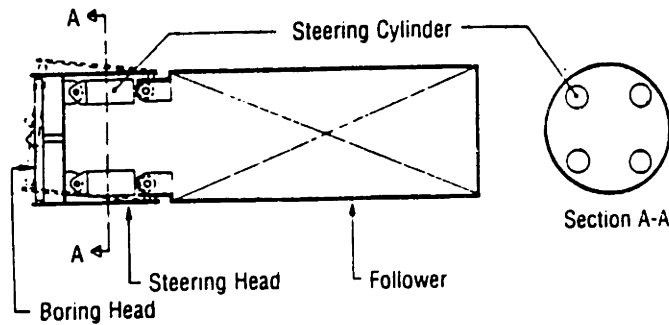 A
Steering Cylinder
Section A-A
A
Steering Head
Follower
Boring Head